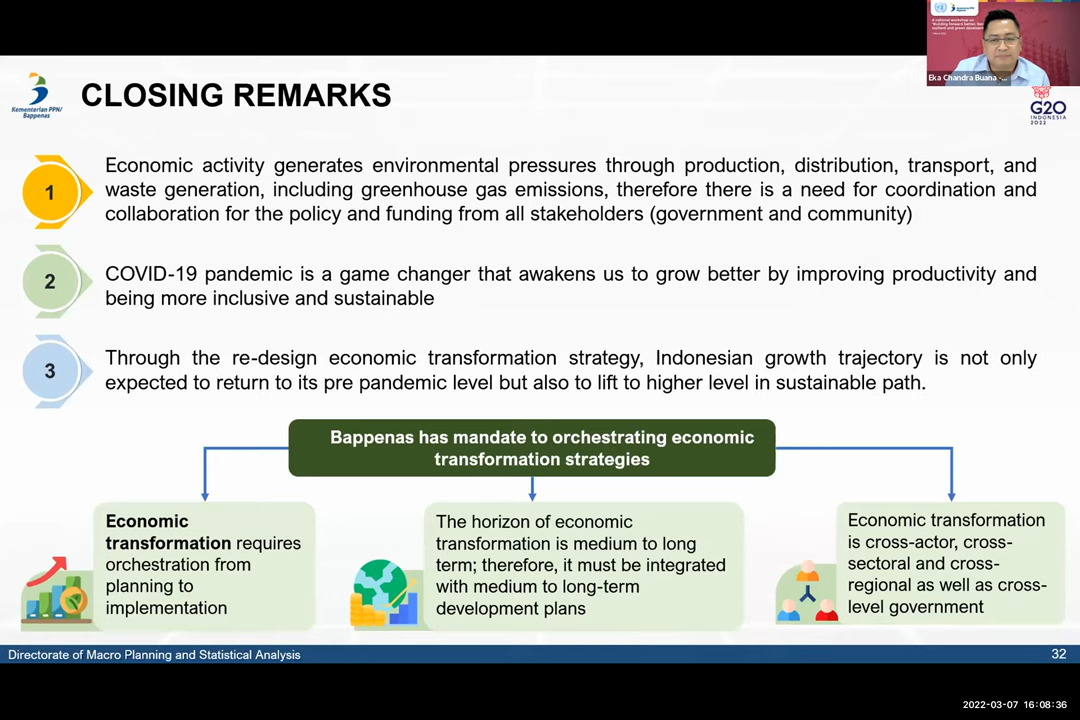 Kementerian PPN/
Bappenas
A national workshop on
Eka Chandra Buana -...
CLOSING REMARKS
Kementerian PPN/
Bappenas
G20
INDONESIA
2022
1
Economic activity generates environmental pressures through production, distribution, transport, and
waste generation, including greenhouse gas emissions, therefore there is a need for coordination and
collaboration for the policy and funding from all stakeholders (government and community)
2
COVID-19 pandemic is a game changer that awakens us to grow better by improving productivity and
being more inclusive and sustainable
3
Through the re-design economic transformation strategy, Indonesian growth trajectory is not only
expected to return to its pre pandemic level but also to lift to higher level in sustainable path.
Bappenas has mandate to orchestrating economic
transformation strategies
Economic
transformation requires
orchestration from
planning to
implementation
The horizon of economic
transformation is medium to long
term; therefore, it must be integrated
with medium to long-term
development plans
Economic transformation
is cross-actor, cross-
sectoral and cross-
regional as well as cross-
level government
Directorate of Macro Planning and Statistical Analysis
32
2022-03-07 16:08:36